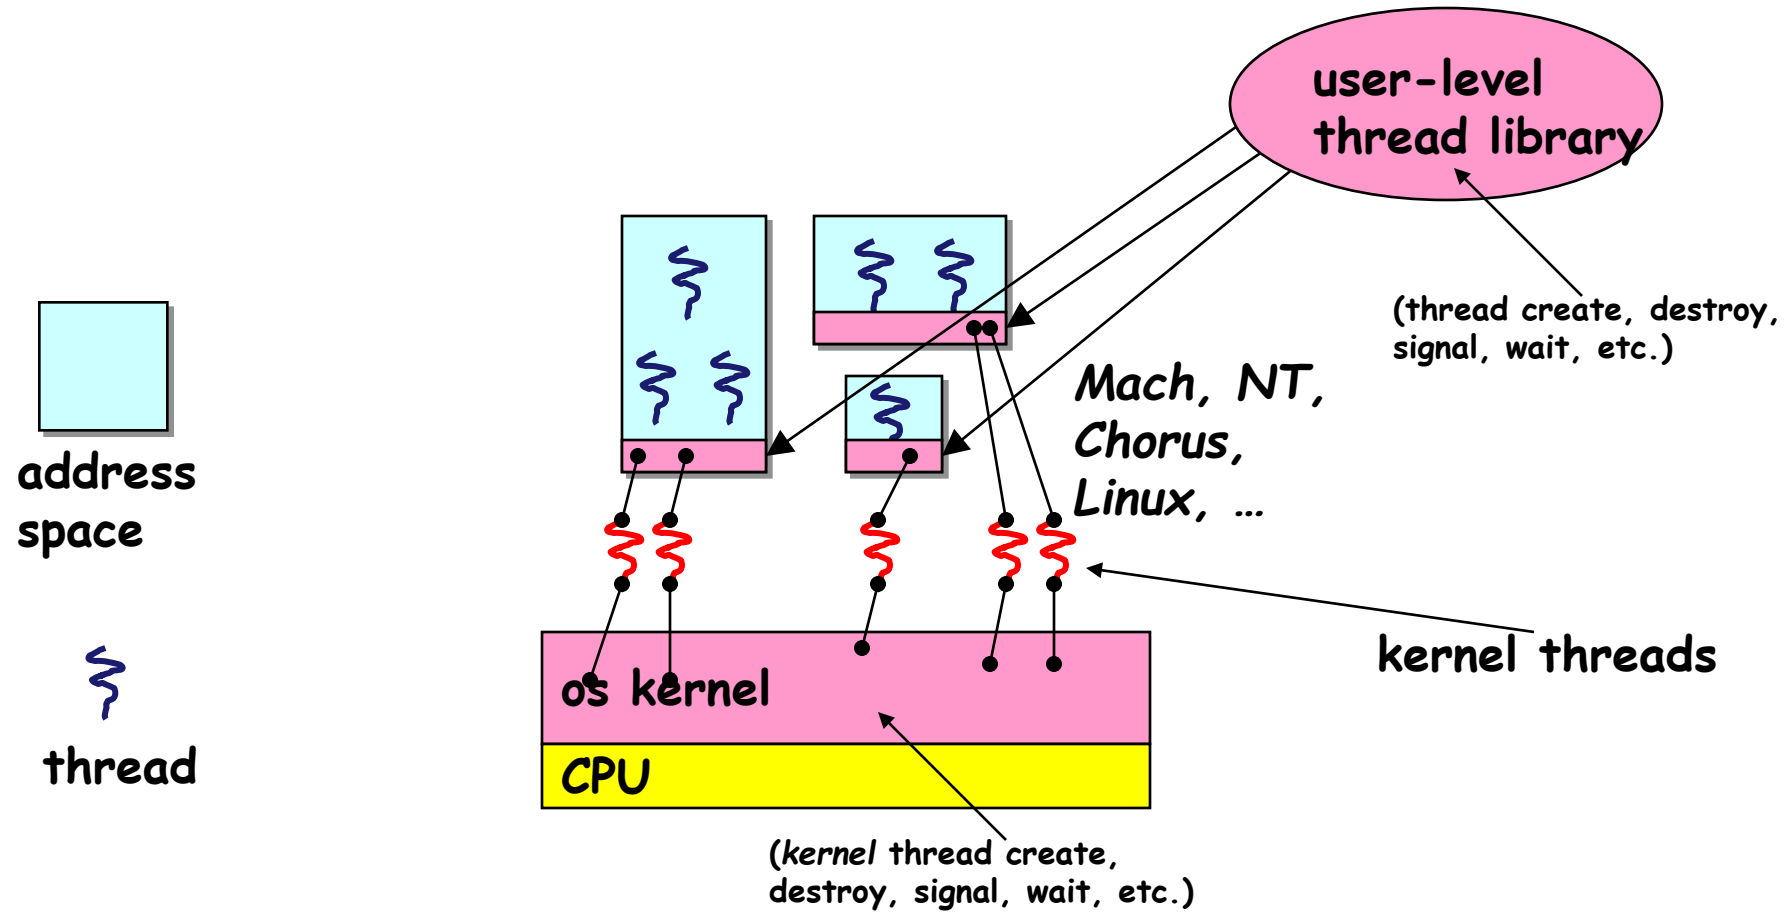 user-level
thread library
(thread create, destroy,
signal, wait, etc.)
Mach, NT,
Chorus,
Linux, …
address
space
kernel threads
os kernel
thread
CPU
(kernel thread create,
destroy, signal, wait, etc.)